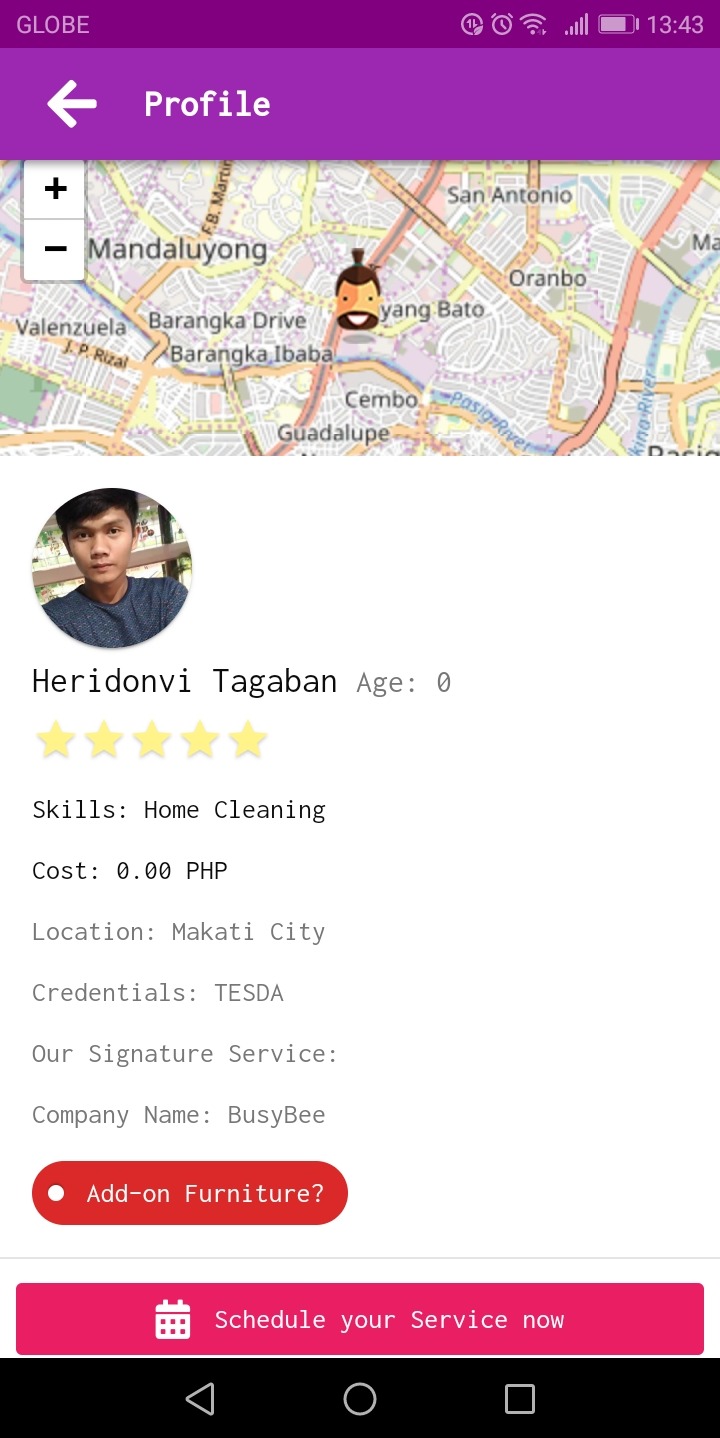 GLOBE 13:43
Profile
+
−
F.B. Marti
San Antonio
Mandaluyong
Ma
Oranbo
yang Bato
Valenzuela
Barangka Drive
J. P. Rizal
Barangka Ibaba
Cembo
Pasig River
Guadalupe
Heridonvi Tagaban Age: 0
Skills: Home Cleaning
Cost: 0.00 PHP
Location: Makati City
Credentials: TESDA
Our Signature Service:
Company Name: BusyBee
Add-on Furniture?
Schedule your Service now